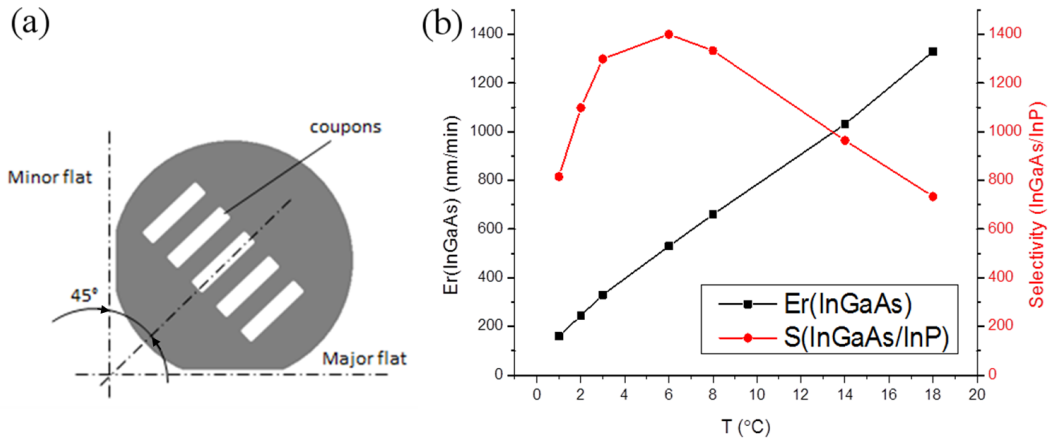 (a)
coupons
Minor flat
45°
Major flat
(b)
Er(InGaAs) (nm/min)
1400
1200
1000
800
600
400
200
0
0 2 4 6 8 10 12 14 16 18 20
T (°C)
Er(InGaAs)
S(InGaAs/InP)
1400
1200
1000
800
600
400
200
0
Selectivity (InGaAs/InP)